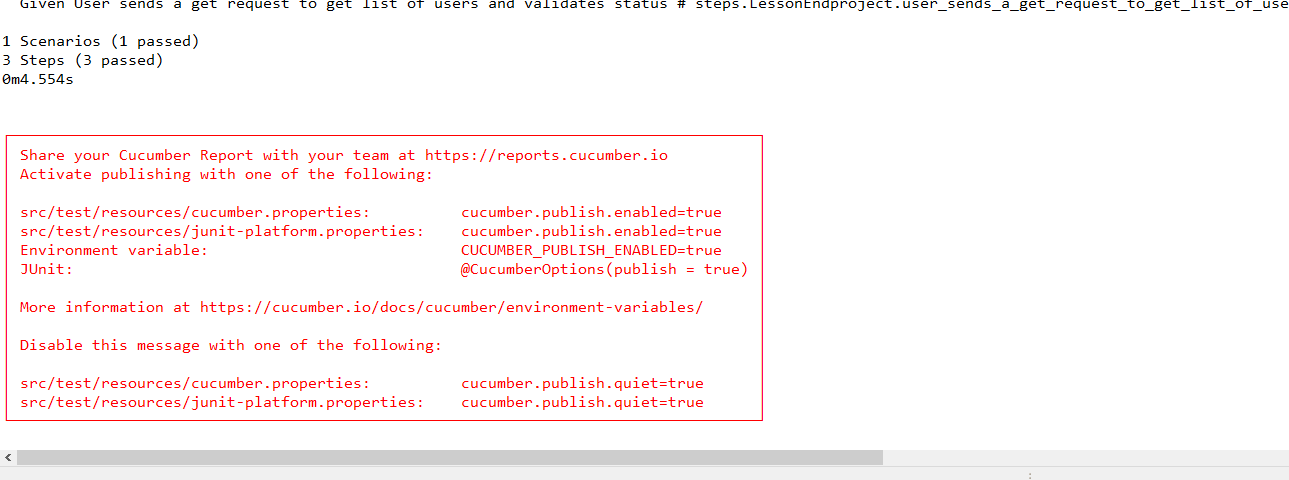 Given User sends a get request to get list of users and validates status # steps.LessonEndproject.user_sends_a_get_request_to_get_list_of_use
1 Scenarios (1 passed)
3 Steps (3 passed)
0m4.554s
Share your Cucumber Report with your team at https://reports.cucumber.io
Activate publishing with one of the following:
src/test/resources/cucumber.properties: cucumber.publish.enabled=true
src/test/resources/junit-platform.properties: cucumber.publish.enabled=true
Environment variable: CUCUMBER_PUBLISH_ENABLED=true
JUnit: @CucumberOptions(publish = true)
More information at https://cucumber.io/docs/cucumber/environment-variables/
Disable this message with one of the following:
src/test/resources/cucumber.properties: cucumber.publish.quiet=true
src/test/resources/junit-platform.properties: cucumber.publish.quiet=true